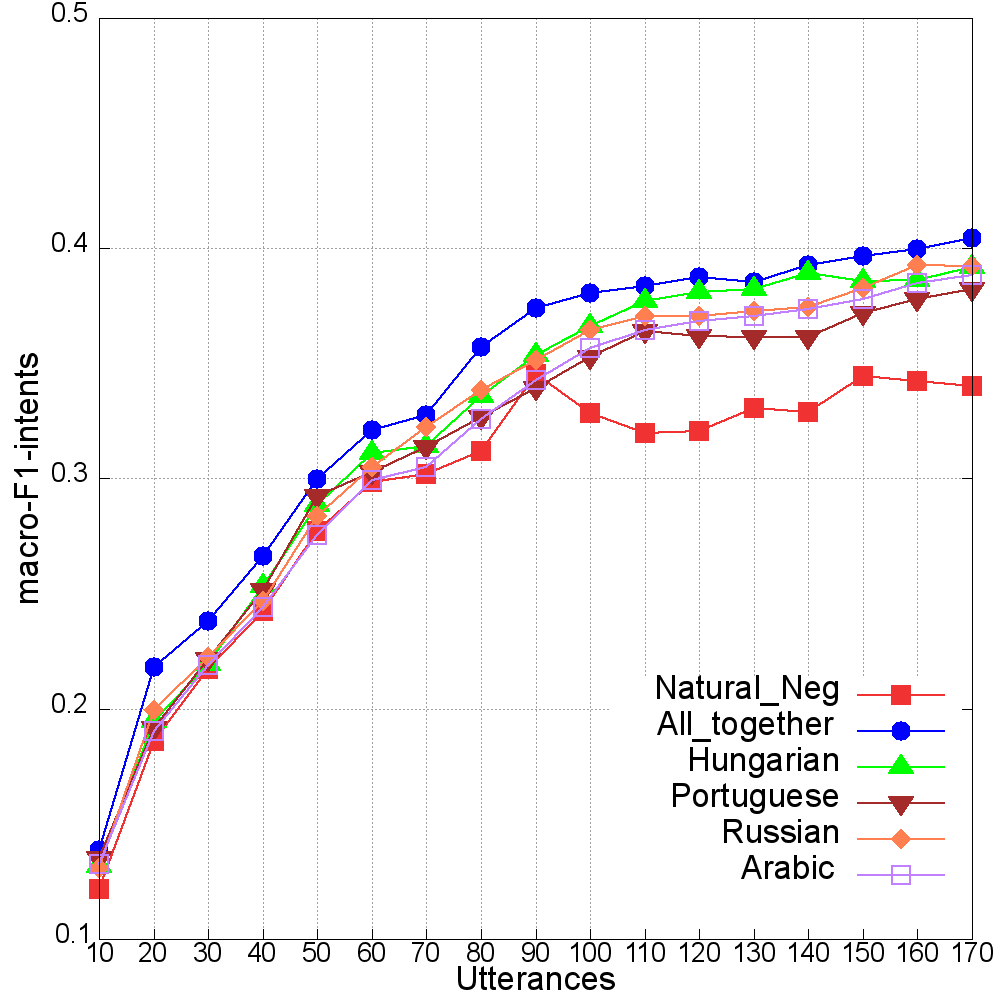 0.5
0.4
0.3
0.2
0.1
macro-F1-intents
Natural_Neg
All_together
Hungarian
Portuguese
Russian
Arabic
10 20 30 40 50 60 70 80 90 100 110 120 130 140 150 160 170
Utterances